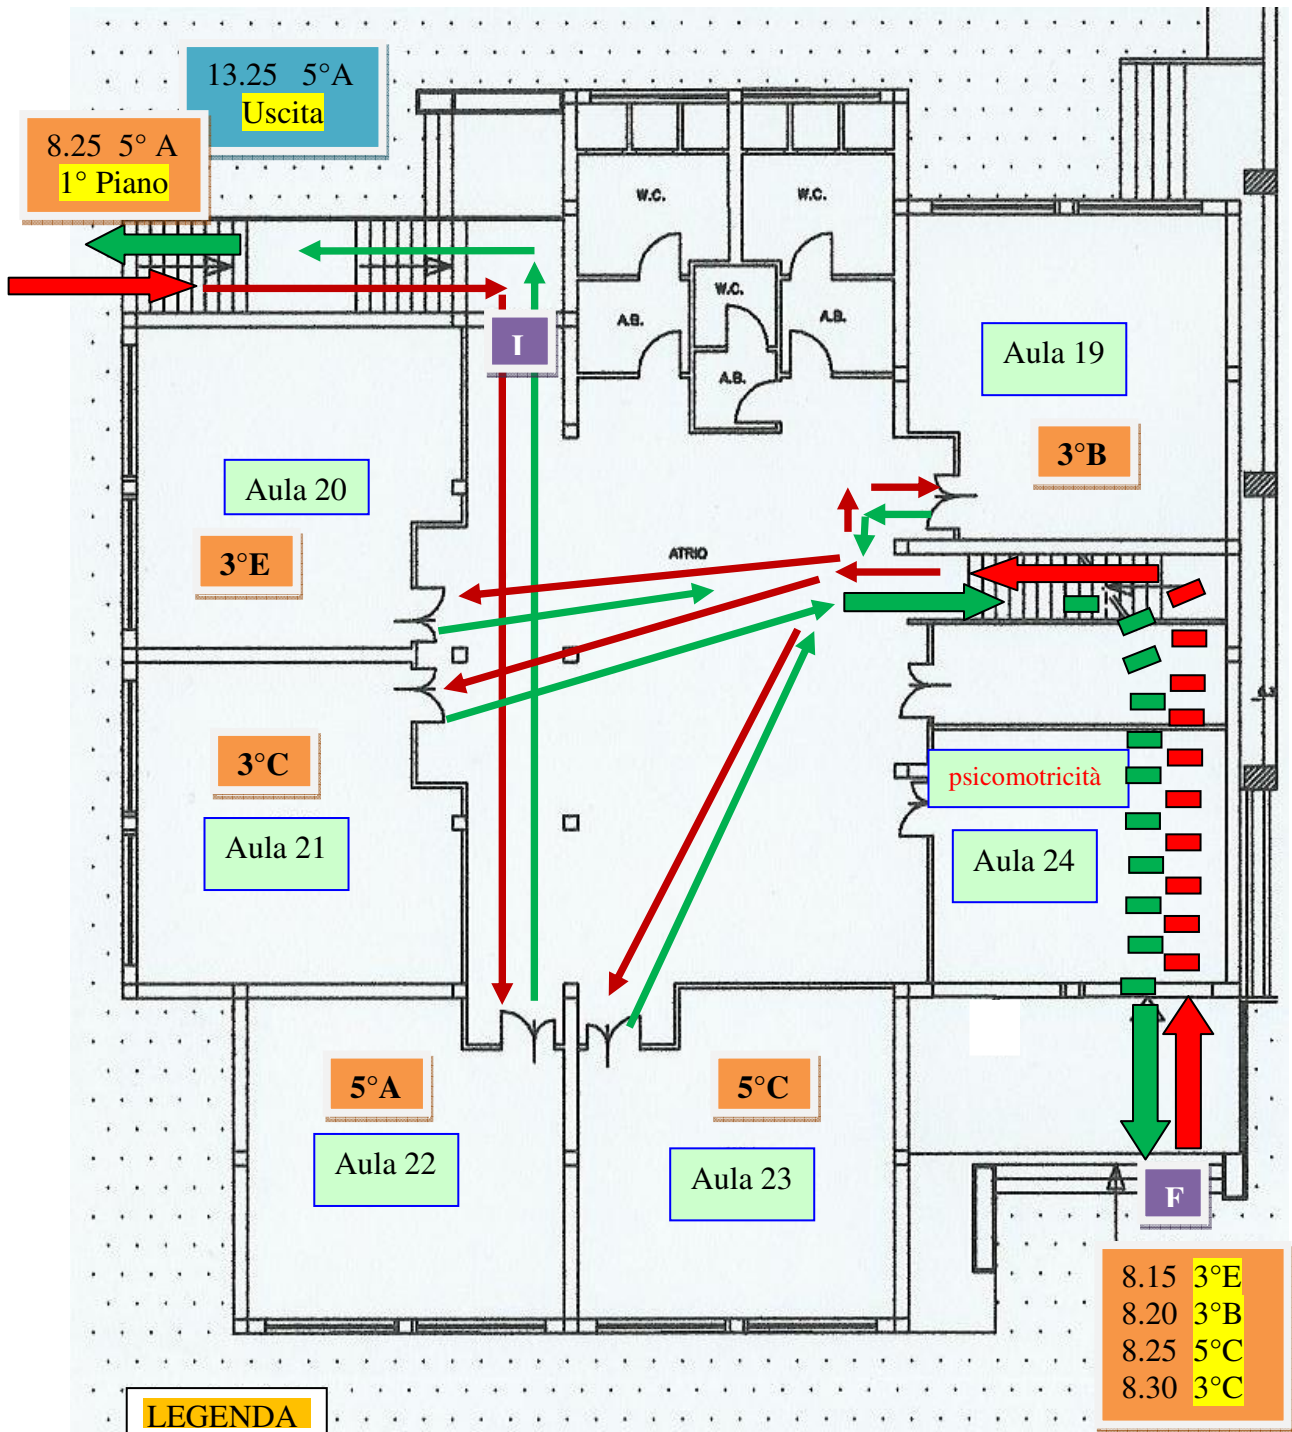 13.25 5°A
Uscita
8.25 5° A
1° Piano
W.C.
W.C.
W.C.
A.B.
A.B.
A.B.
I
Aula 19
3°B
Aula 20
3°E
ATRIO
3°C
Aula 21
psicomotricità
Aula 24
5°A
Aula 22
5°C
Aula 23
F
8.15 3°E
8.20 3°B
8.25 5°C
8.30 3°C
LEGENDA